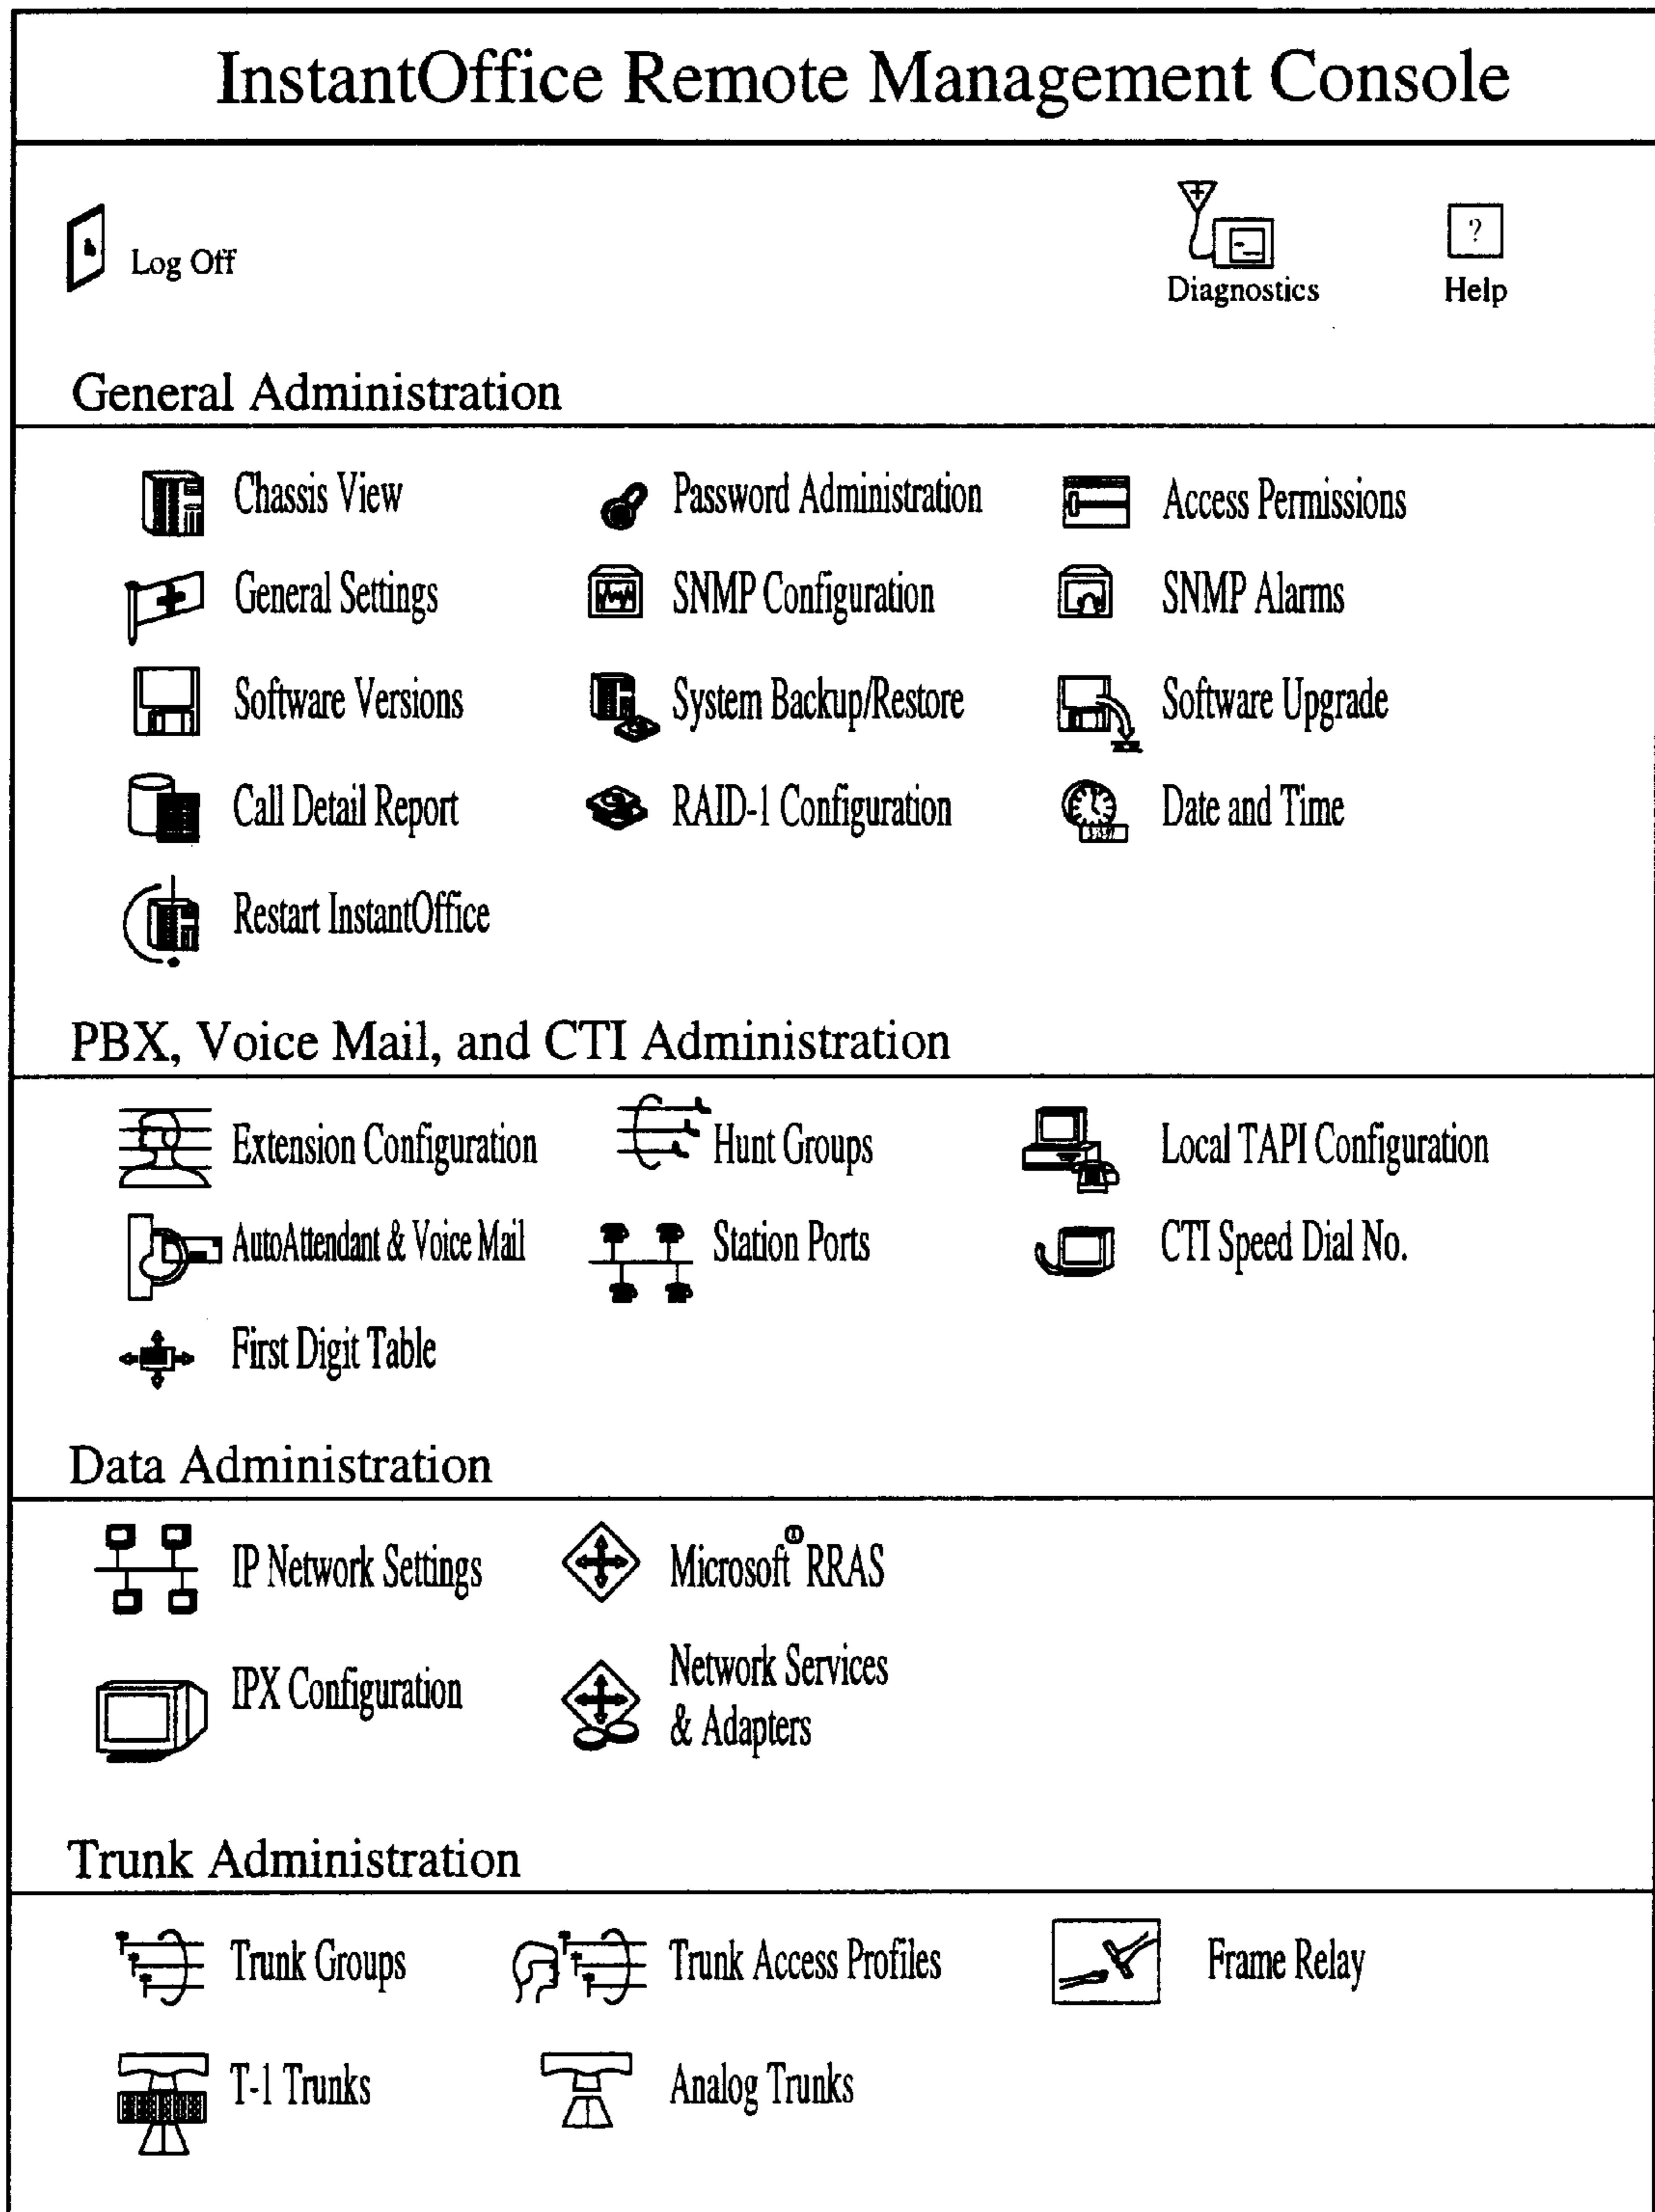 InstantOffice Remote Management Console
Log Off
Diagnostics
?
Help
General Administration
Chassis View
Password Administration
Access Permissions
General Settings
SNMP Configuration
SNMP Alarms
Software Versions
System Backup/Restore
Software Upgrade
Call Detail Report
RAID-1 Configuration
Date and Time
Restart InstantOffice
PBX, Voice Mail, and CTI Administration
Extension Configuration
Hunt Groups
Local TAPI Configuration
AutoAttendant & Voice Mail
Station Ports
CTI Speed Dial No.
First Digit Table
Data Administration
IP Network Settings
Microsoft® RRAS
IPX Configuration
Network Services
& Adapters
Trunk Administration
Trunk Groups
Trunk Access Profiles
Frame Relay
T-1 Trunks
Analog Trunks